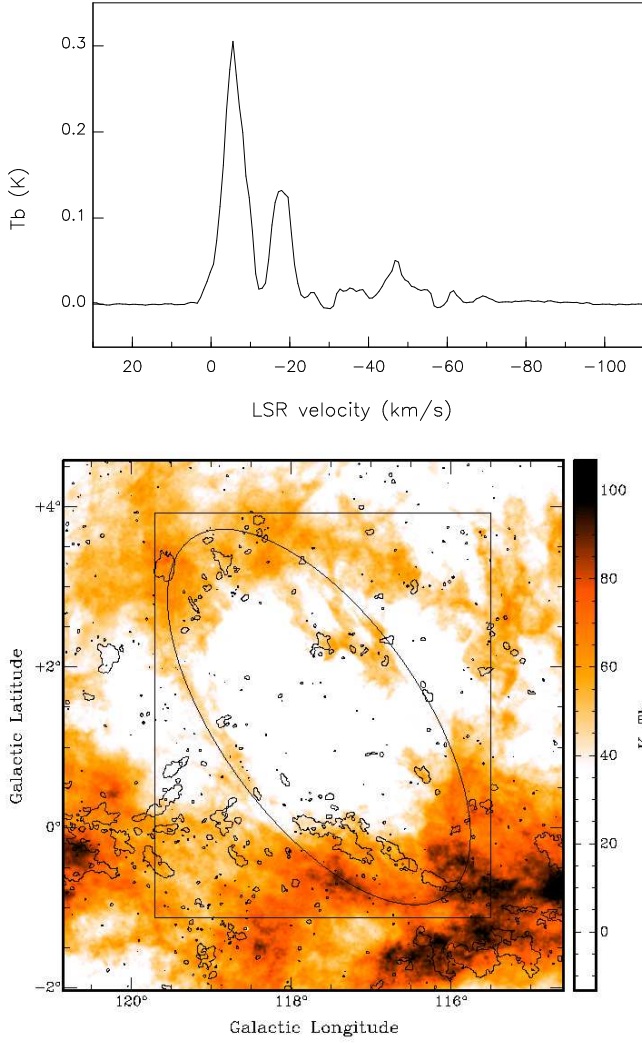 0.3
0.2
0.1
0.0
Tb (K)
20 0 −20 −40 −60 −80 −100
LSR velocity (km/s)
+4°
+2°
0°
−2°
Galactic Latitude
120° 118° 116°
Galactic Longitude
100
80
60
40
20
0